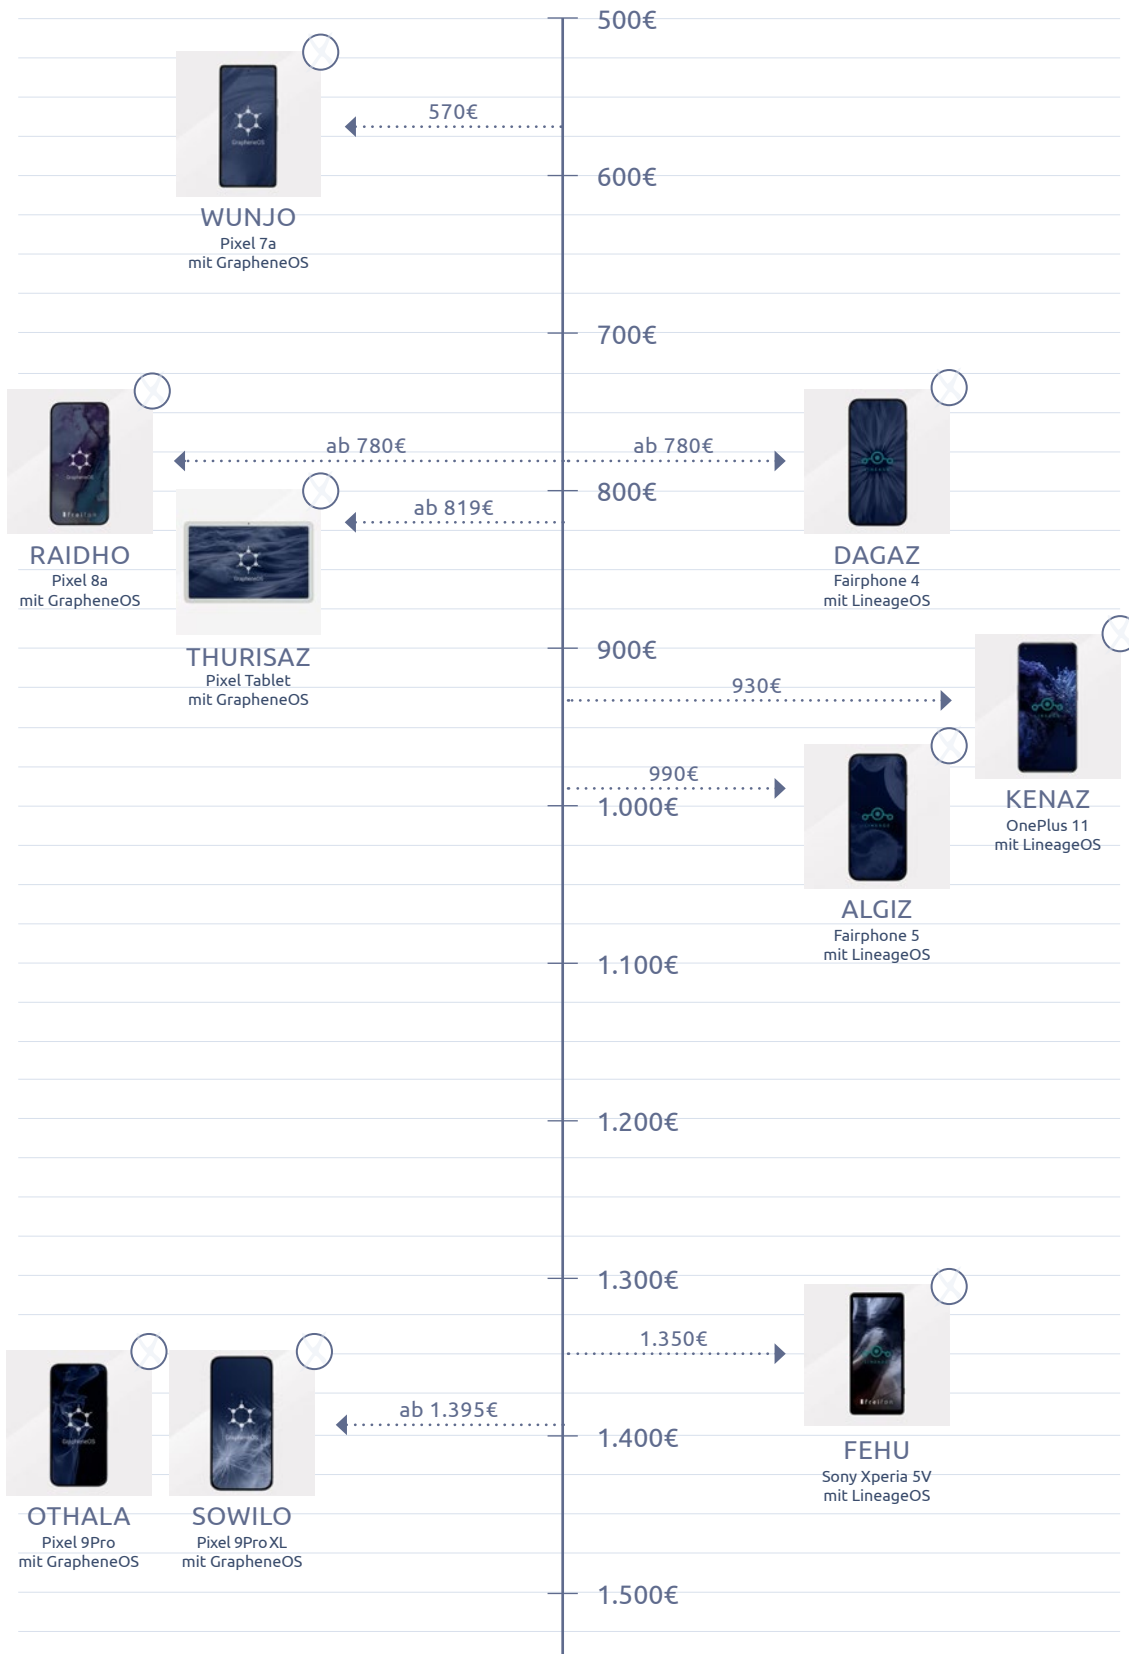 500€
570€
600€
WUNJO
Pixel 7a
mit GrapheneOS
GrapheneOS
700€
ab 780€
ab 780€
800€
ab 819€
RAIDHO
Pixel 8a
mit GrapheneOS
freifon
DAGAZ
Fairphone 4
mit LineageOS
THURISAZ
Pixel Tablet
mit GrapheneOS
900€
930€
990€
1.000€
KENAZ
OnePlus 11
mit LineageOS
ALGIZ
Fairphone 5
mit LineageOS
1.100€
1.200€
1.300€
1.350€
ab 1.395€
1.400€
FEHU
Sony Xperia 5V
mit LineageOS
freifon
OTHALA
Pixel 9Pro
mit GrapheneOS
GrapheneOS
SOWILO
Pixel 9Pro XL
mit GrapheneOS
1.500€